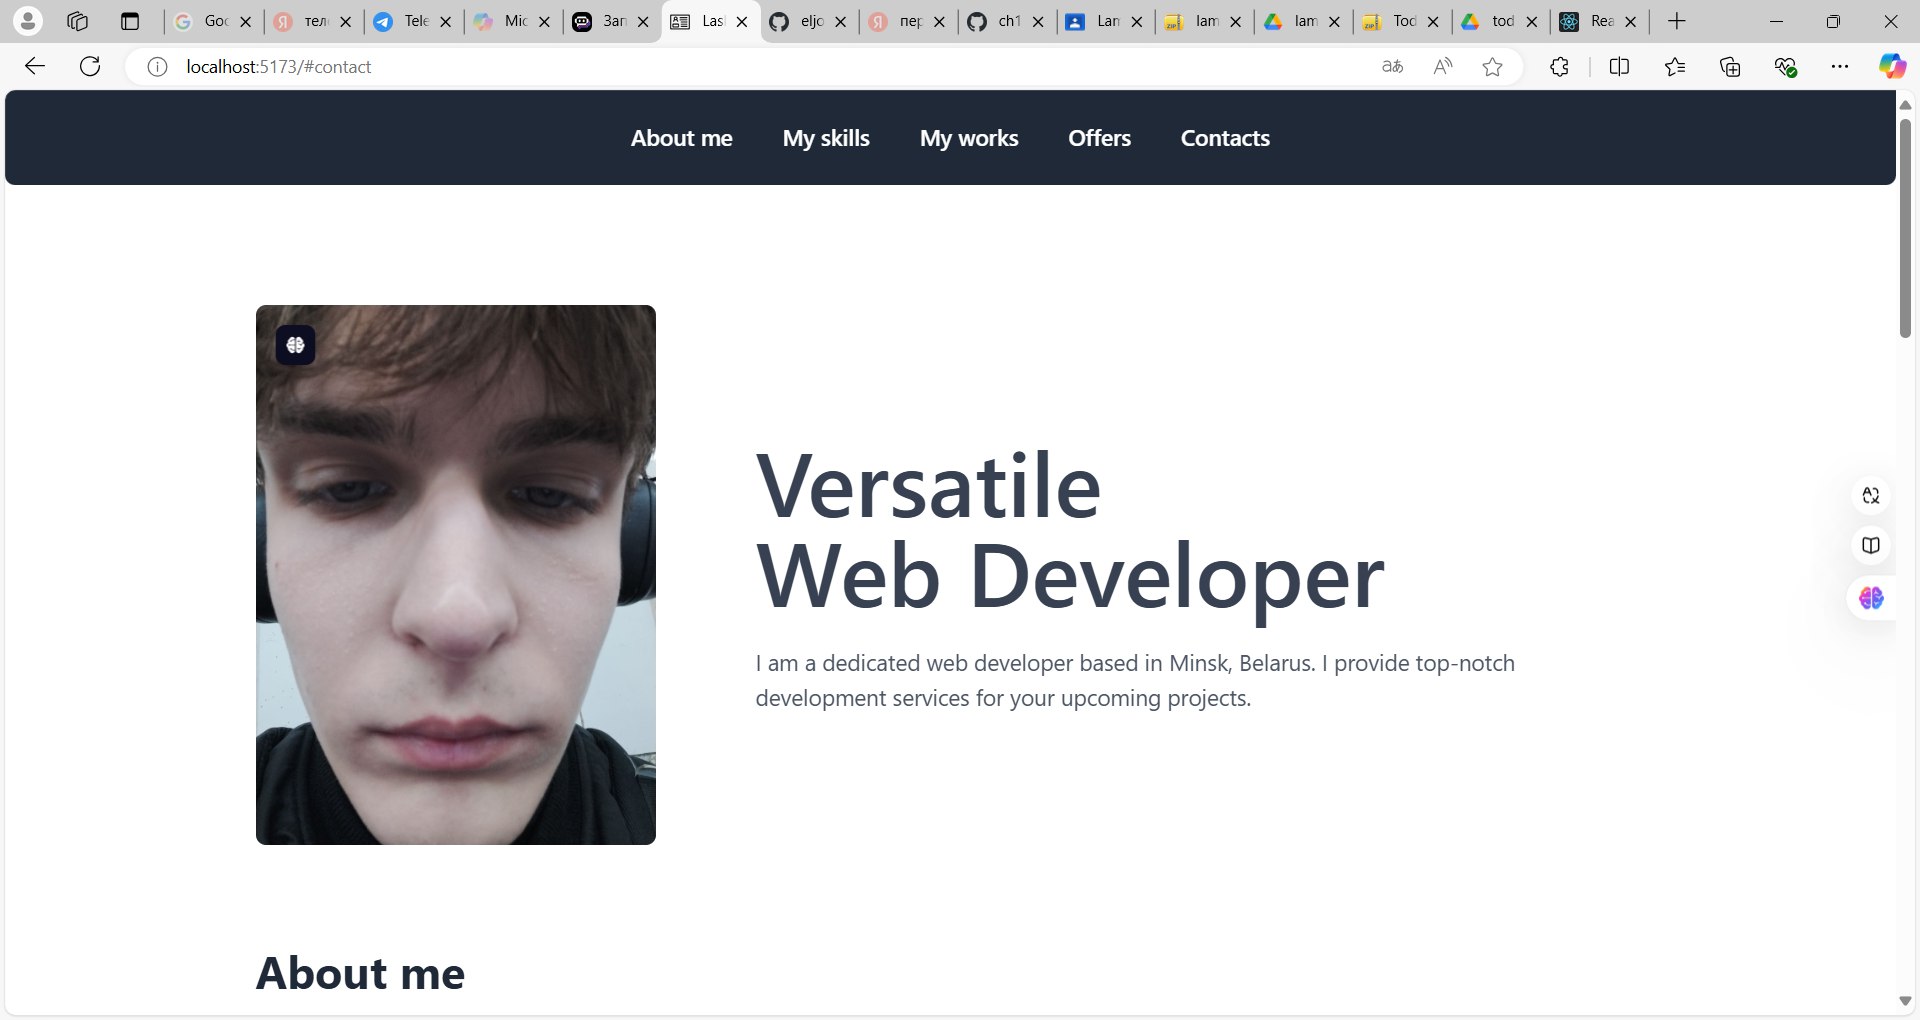 Goo
тел
Tele
Mic
Зап
Las
eljo
пер
ch1
Lam
lam
lam
Tod
tod
Rea
localhost:5173/#contact
About me
My skills
My works
Offers
Contacts
Versatile
Web Developer
I am a dedicated web developer based in Minsk, Belarus. I provide top-notch
development services for your upcoming projects.
About me